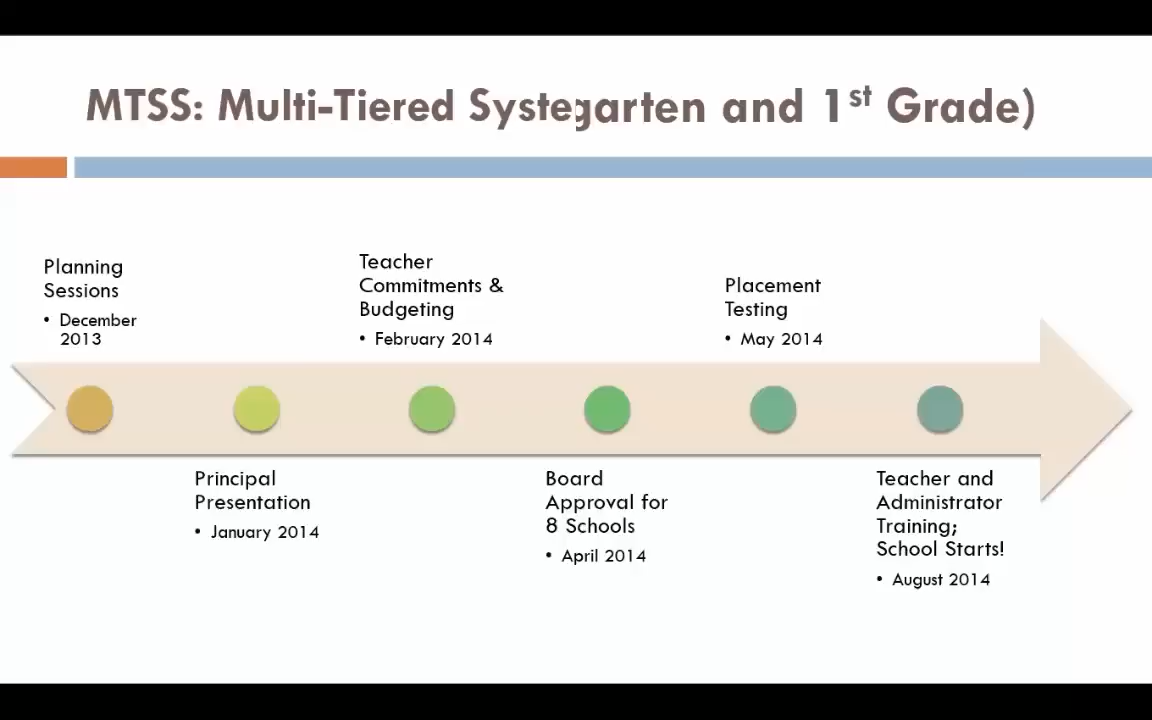 MTSS: Multi-Tiered Systegarten and 1st Grade)
Planning
Sessions
• December
2013
Teacher
Commitments &
Budgeting
• February 2014
Placement
Testing
• May 2014
Principal
Presentation
• January 2014
Board
Approval for
8 Schools
• April 2014
Teacher and
Administrator
Training;
School Starts!
• August 2014